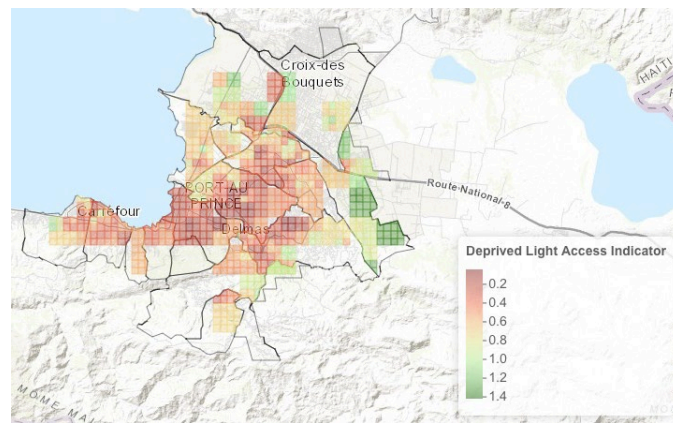 Croix-des
Bouquets
HAÏTI
PORT-AU
PRINCE
Carrefour
Delmas
Route-National-8
Deprived Light Access Indicator
0.2
0.4
0.6
0.8
1.0
1.2
1.4